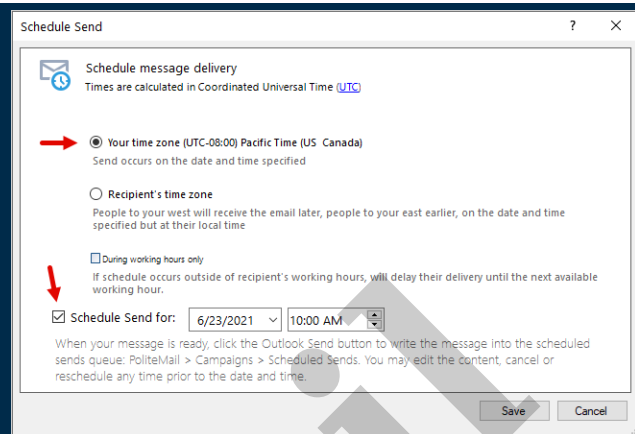 Schedule Send ? X
Schedule message delivery
Times are calculated in Coordinated Universal Time (UTC)
Your time zone (UTC-08:00) Pacific Time (US Canada)
Send occurs on the date and time specified
Recipient's time zone
People to your west will receive the email later, people to your east earlier, on the date and time
specified but at their local time
During working hours only
If schedule occurs outside of recipient's working hours, will delay their delivery until the next available
working hour.
Schedule Send for: 6/23/2021 10:00 AM
When your message is ready, click the Outlook Send button to write the message into the scheduled
sends queue: PoliteMail > Campaigns > Scheduled Sends. You may edit the content, cancel or
reschedule any time prior to the date and time.
Save Cancel